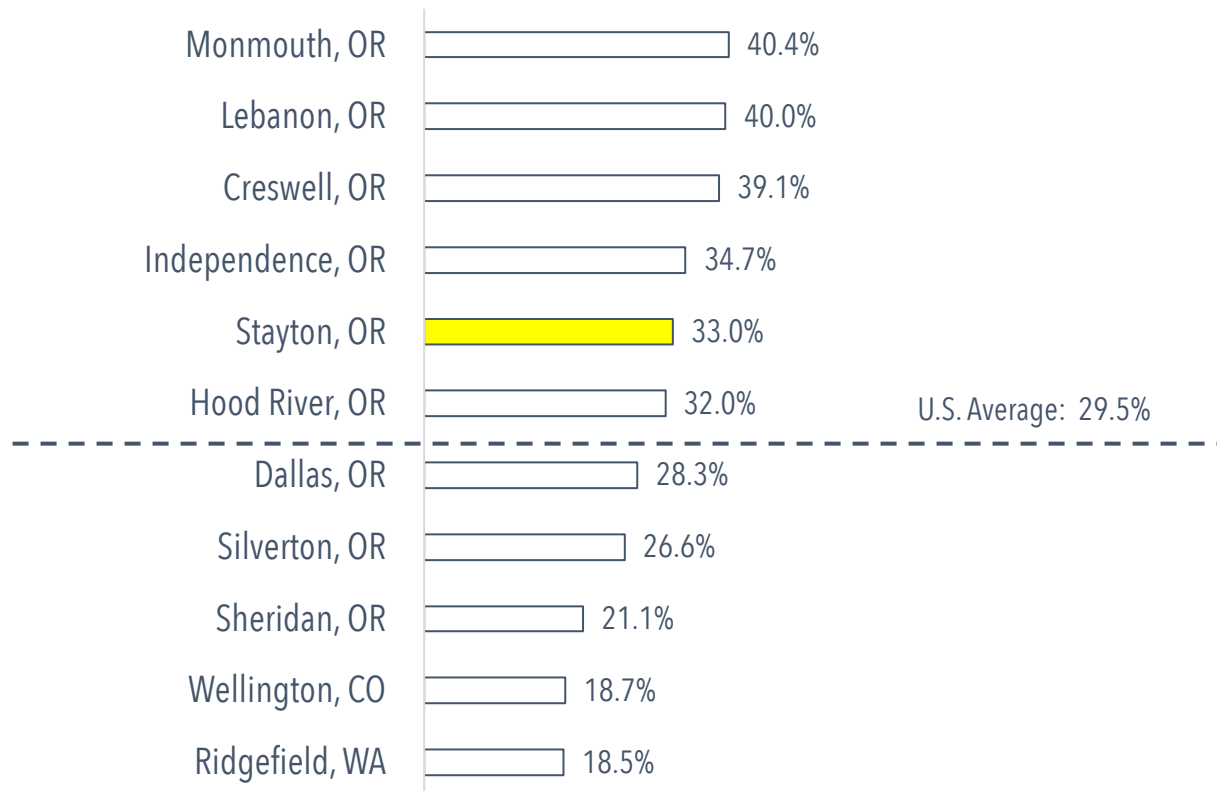 Monmouth, OR 40.4%
Lebanon, OR 40.0%
Creswell, OR 39.1%
Independence, OR 34.7%
Stayton, OR 33.0%
Hood River, OR 32.0%
U.S. Average: 29.5%
Dallas, OR 28.3%
Silverton, OR 26.6%
Sheridan, OR 21.1%
Wellington, CO 18.7%
Ridgefield, WA 18.5%